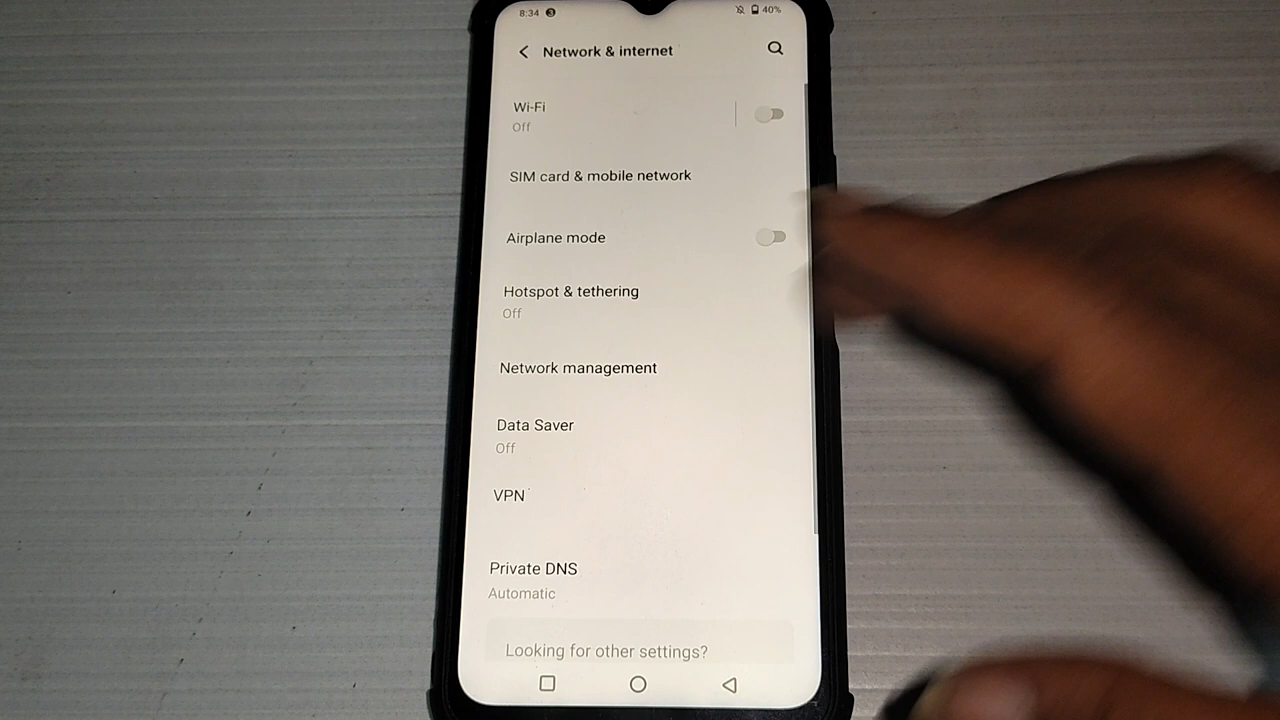 8:34 3 40%
Network & internet
Wi-Fi
Off
SIM card & mobile network
Airplane mode
Hotspot & tethering
Off
Network management
Data Saver
Off
VPN
Private DNS
Automatic
Looking for other settings?